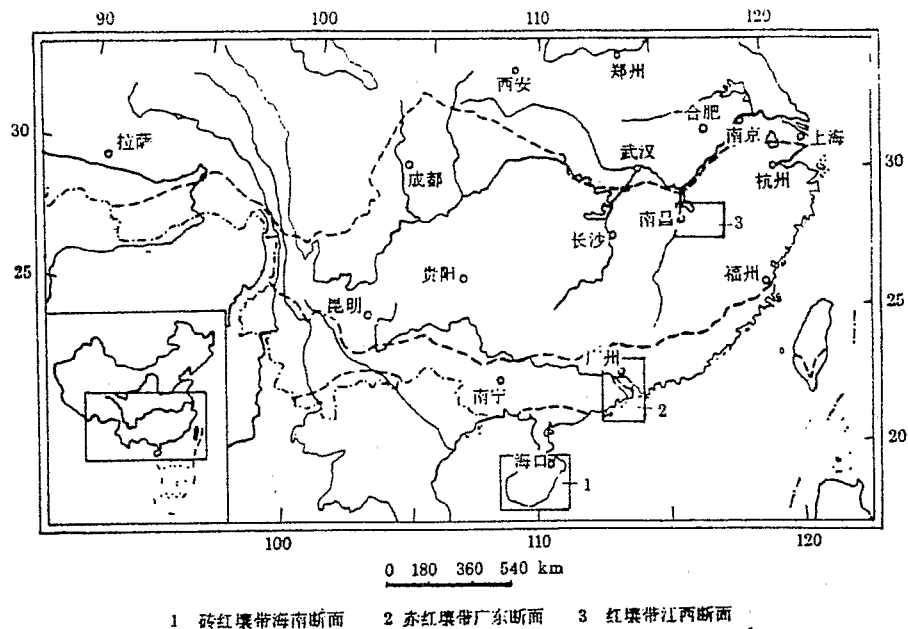 90 100 110 120
郑州
西安
合肥
30 拉萨 南京 上海
武汉 30
成都 杭州
南昌 3
长沙
25 贵阳 福州
昆明 25
广州
南宁 2
20
海口 1
100 110 120
0 180 360 540 km
1 砖红壤带海南断面 2 赤红壤带广东断面 3 红壤带江西断面